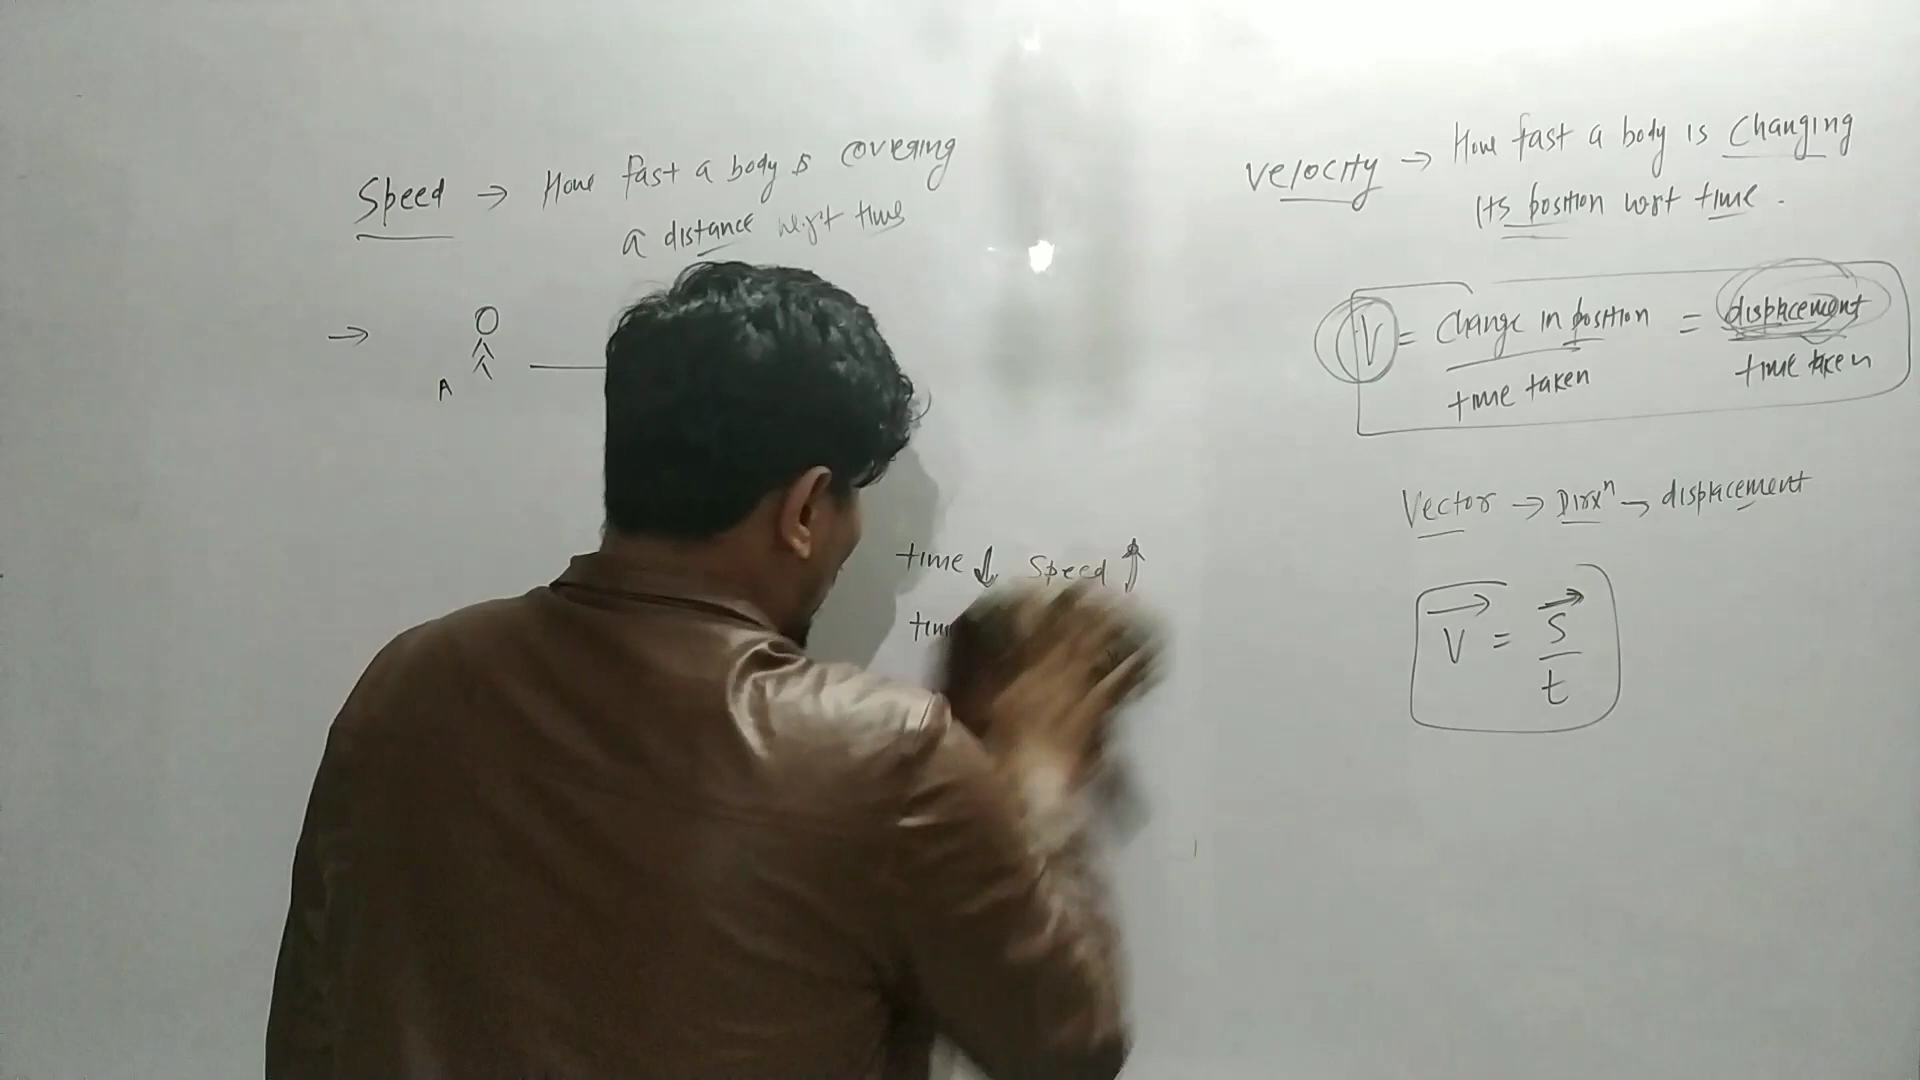 Speed → How fast a body is covering
a distance w.r.t time
→
A
time ↓ Speed ↑
Velocity → How fast a body is changing
its position w.r.t time.
V = Change in position / time taken = displacement / time taken
Vector → Dirxⁿ → displacement
V⃗ = S⃗ / t